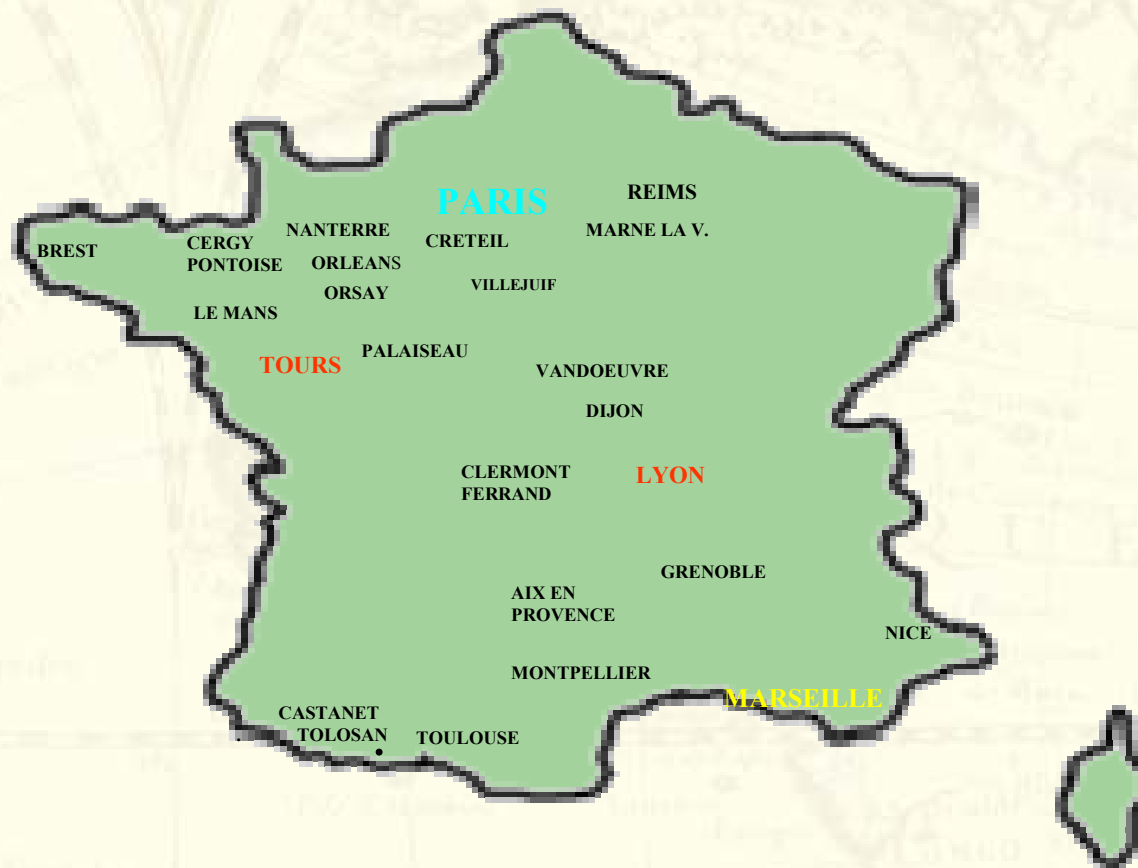 PARIS
REIMS
NANTERRE
MARNE LA V.
CRETEIL
CERGY
PONTOISE
BREST
ORLEANS
VILLEJUIF
ORSAY
LE MANS
PALAISEAU
TOURS
VANDOEUVRE
DIJON
CLERMONT
FERRAND
LYON
GRENOBLE
AIX EN
PROVENCE
NICE
MONTPELLIER
MARSEILLE
CASTANET
TOLOSAN
TOULOUSE